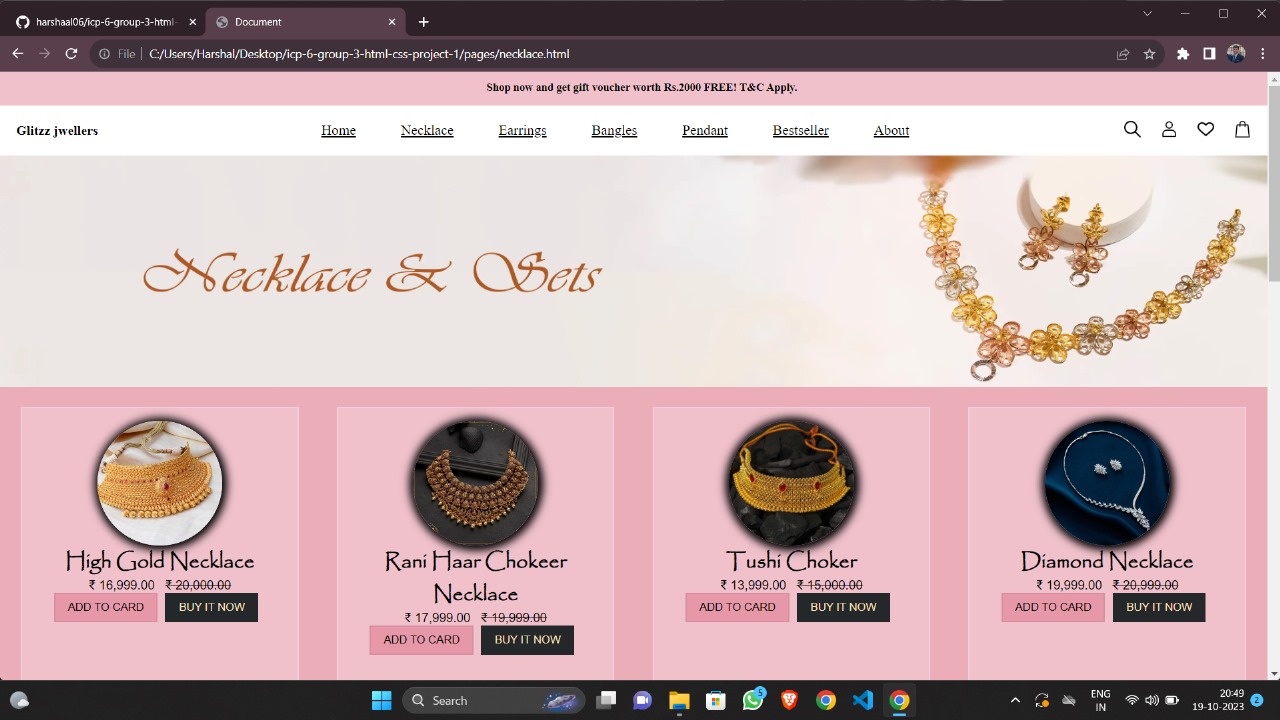 harshaal06/icp-6-group-3-html-
Document
File
C:/Users/Harshal/Desktop/icp-6-group-3-html-css-project-1/pages/necklace.html
Shop now and get gift voucher worth Rs.2000 FREE! T&C Apply.
Glitzz jwellers Home Necklace Earrings Bangles Pendant Bestseller About
Necklace & Sets
High Gold Necklace
₹ 16,999.00 ₹ 20,000.00
ADD TO CARD BUY IT NOW
Rani Haar Chokeer
Necklace
₹ 17,999.00 ₹ 19,999.00
ADD TO CARD BUY IT NOW
Tushi Choker
₹ 13,999.00 ₹ 15,000.00
ADD TO CARD BUY IT NOW
Diamond Necklace
₹ 19,999.00 ₹ 20,999.00
ADD TO CARD BUY IT NOW
Search
5
ENG
IN
20:49
19-10-2023
2